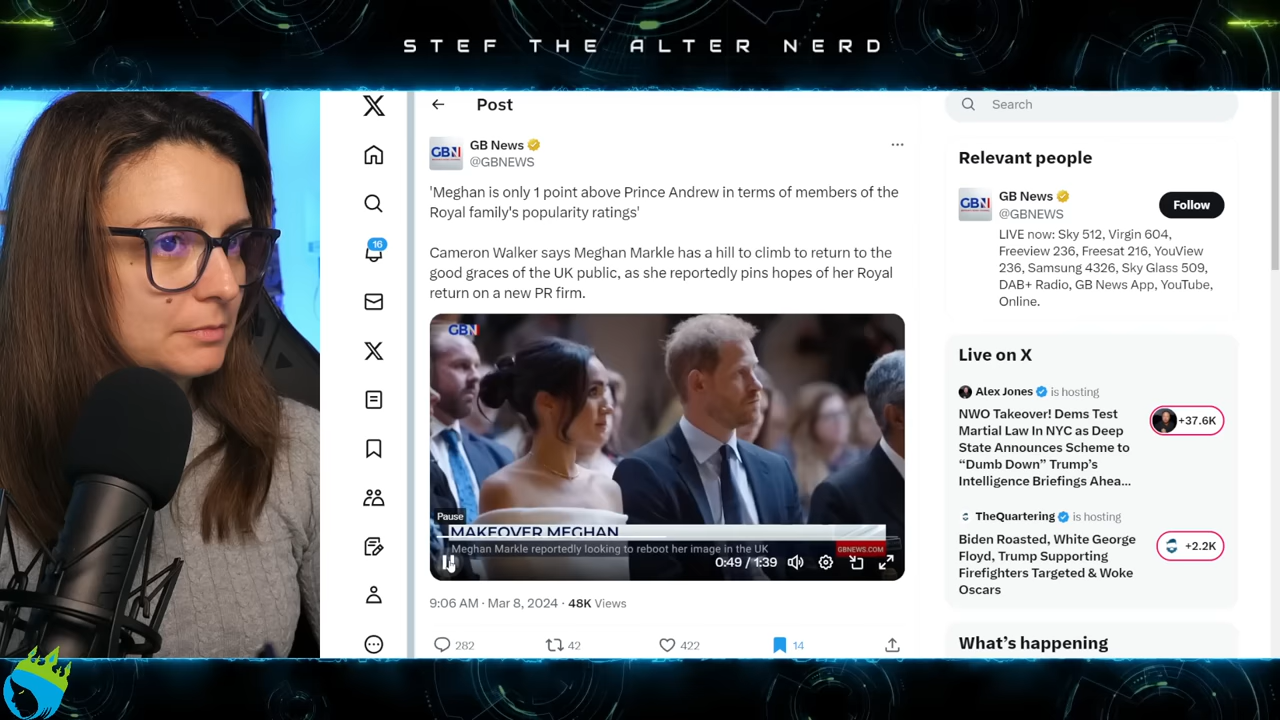 STEF THE ALTER NERD
Post
Search
GB News
@GBNEWS
'Meghan is only 1 point above Prince Andrew in terms of members of the
Royal family's popularity ratings'
Cameron Walker says Meghan Markle has a hill to climb to return to the
good graces of the UK public, as she reportedly pins hopes of her Royal
return on a new PR firm.
GBN
Pause
MAKEOVER MEGHAN
Meghan Markle reportedly looking to reboot her image in the UK
GBNEWS.COM
0:49 / 1:39
9:06 AM · Mar 8, 2024 · 48K Views
282
42
422
14
16
GBN
Relevant people
GBN
GB News
@GBNEWS
Follow
LIVE now: Sky 512, Virgin 604,
Freeview 236, Freesat 216, YouView
236, Samsung 4326, Sky Glass 509,
DAB+ Radio, GB News App, YouTube,
Online.
Live on X
Alex Jones is hosting
NWO Takeover! Dems Test
Martial Law In NYC as Deep
State Announces Scheme to
“Dumb Down” Trump’s
Intelligence Briefings Ahea...
+37.6K
TheQuartering is hosting
Biden Roasted, White George
Floyd, Trump Supporting
Firefighters Targeted & Woke
Oscars
+2.2K
What’s happening